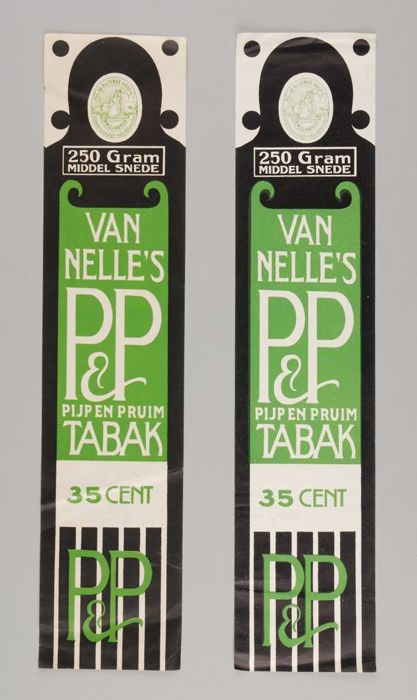 250 Gram
MIDDEL SNEDE
VAN
NELLE'S
P&P
PIJP EN PRUIM
TABAK
35 CENT
P&P
250 Gram
MIDDEL SNEDE
VAN
NELLE'S
P&P
PIJP EN PRUIM
TABAK
35 CENT
P&P